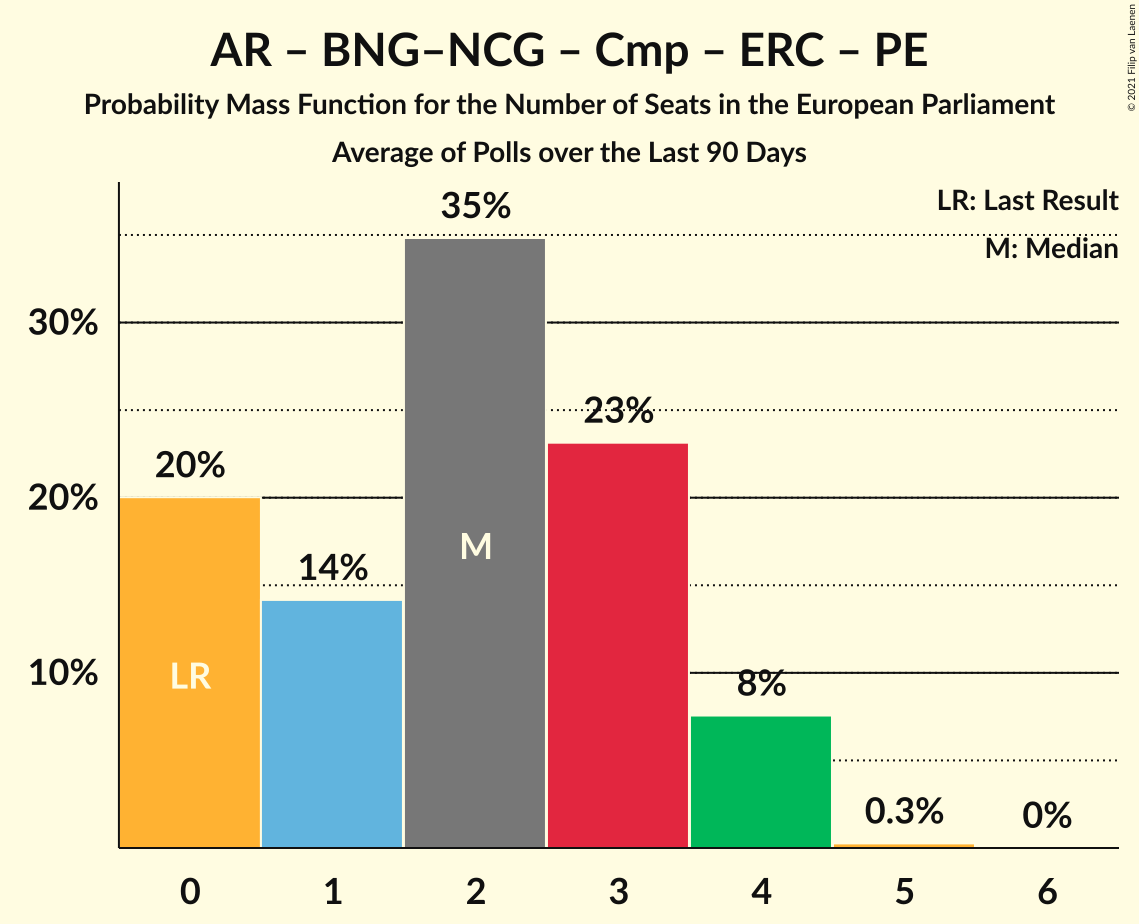 AR – BNG–NCG – Cmp – ERC – PE
Probability Mass Function for the Number of Seats in the European Parliament
Average of Polls over the Last 90 Days
© 2021 Filip van Laenen
LR: Last Result
M: Median
35%
30%
23%
20%
20%
14%
M
10%
LR
8%
0.3%
0%
0 1 2 3 4 5 6